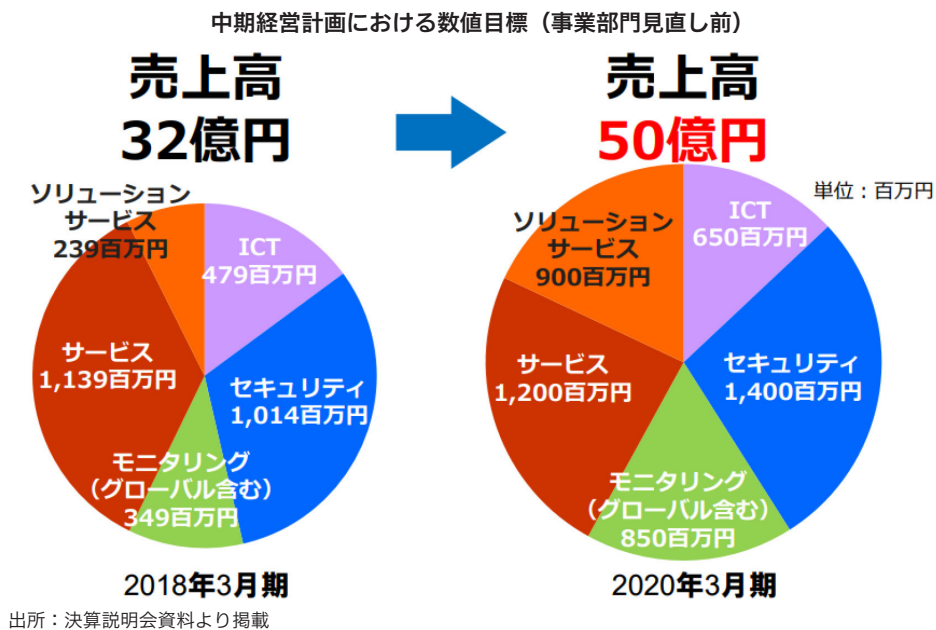 中期経営計画における数値目標（事業部門見直し前）
売上高
32億円
売上高
50億円
単位：百万円
ソリューション
サービス
239百万円
ICT
479百万円
サービス
1,139百万円
セキュリティ
1,014百万円
モニタリング
（グローバル含む）
349百万円
2018年3月期
ソリューション
サービス
900百万円
ICT
650百万円
サービス
1,200百万円
セキュリティ
1,400百万円
モニタリング
（グローバル含む）
850百万円
2020年3月期
出所：決算説明会資料より掲載